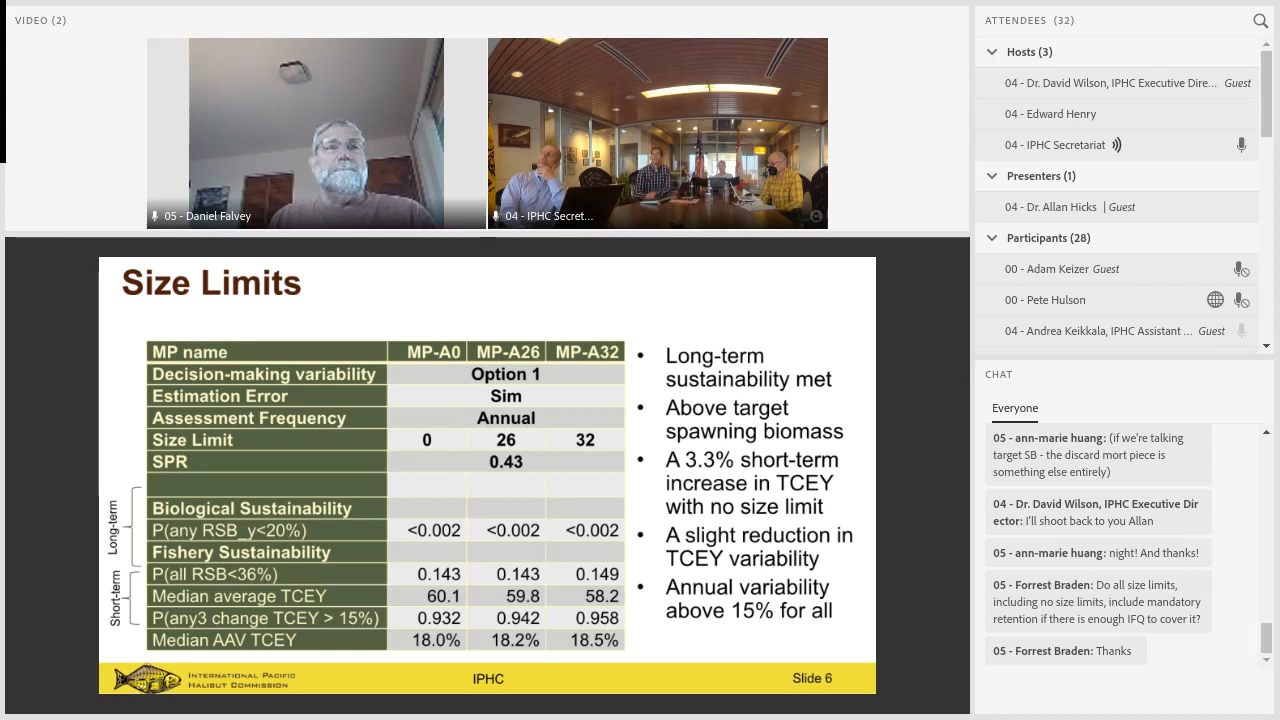 VIDEO (2)
05 - Daniel Falvey
04 - IPHC Secret...
Size Limits
MP name MP-A0 MP-A26 MP-A32
Decision-making variability Option 1
Estimation Error Sim
Assessment Frequency Annual
Size Limit 0 26 32
SPR 0.43
Long-term
Biological Sustainability
P(any RSB_y<20%) <0.002 <0.002 <0.002
Fishery Sustainability
Short-term
P(all RSB<36%) 0.143 0.143 0.149
Median average TCEY 60.1 59.8 58.2
P(any3 change TCEY > 15%) 0.932 0.942 0.958
Median AAV TCEY 18.0% 18.2% 18.5%
• Long-term
sustainability met
• Above target
spawning biomass
• A 3.3% short-term
increase in TCEY
with no size limit
• A slight reduction in
TCEY variability
• Annual variability
above 15% for all
INTERNATIONAL PACIFIC
HALIBUT COMMISSION
IPHC
Slide 6
ATTENDEES (32)
Hosts (3)
04 - Dr. David Wilson, IPHC Executive Dire... Guest
04 - Edward Henry
04 - IPHC Secretariat
Presenters (1)
04 - Dr. Allan Hicks | Guest
Participants (28)
00 - Adam Keizer Guest
00 - Pete Hulson
04 - Andrea Keikkala, IPHC Assistant ... Guest
CHAT
Everyone
05 - ann-marie huang: (if we're talking
target SB - the discard mort piece is
something else entirely)
04 - Dr. David Wilson, IPHC Executive Dir
ector: I'll shoot back to you Allan
05 - ann-marie huang: night! And thanks!
05 - Forrest Braden: Do all size limits,
including no size limits, include mandatory
retention if there is enough IFQ to cover it?
05 - Forrest Braden: Thanks